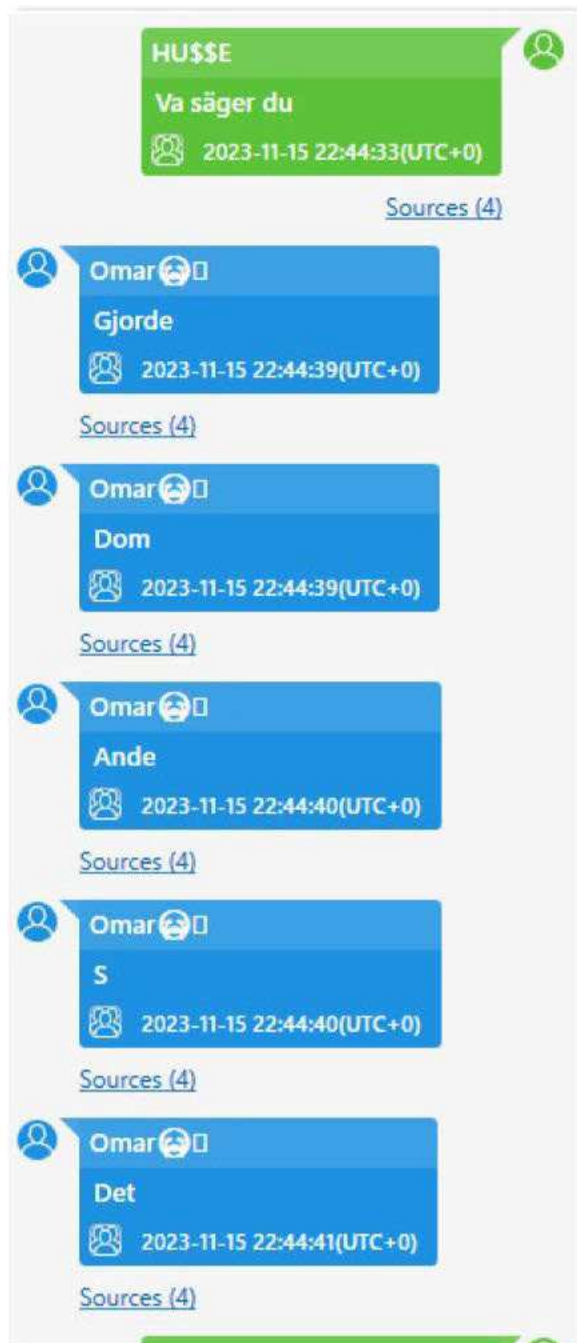 HU$$E
Va säger du
2023-11-15 22:44:33(UTC+0)
Sources (4)
Omar😭▯
Gjorde
2023-11-15 22:44:39(UTC+0)
Sources (4)
Omar😭▯
Dom
2023-11-15 22:44:39(UTC+0)
Sources (4)
Omar😭▯
Ande
2023-11-15 22:44:40(UTC+0)
Sources (4)
Omar😭▯
S
2023-11-15 22:44:40(UTC+0)
Sources (4)
Omar😭▯
Det
2023-11-15 22:44:41(UTC+0)
Sources (4)